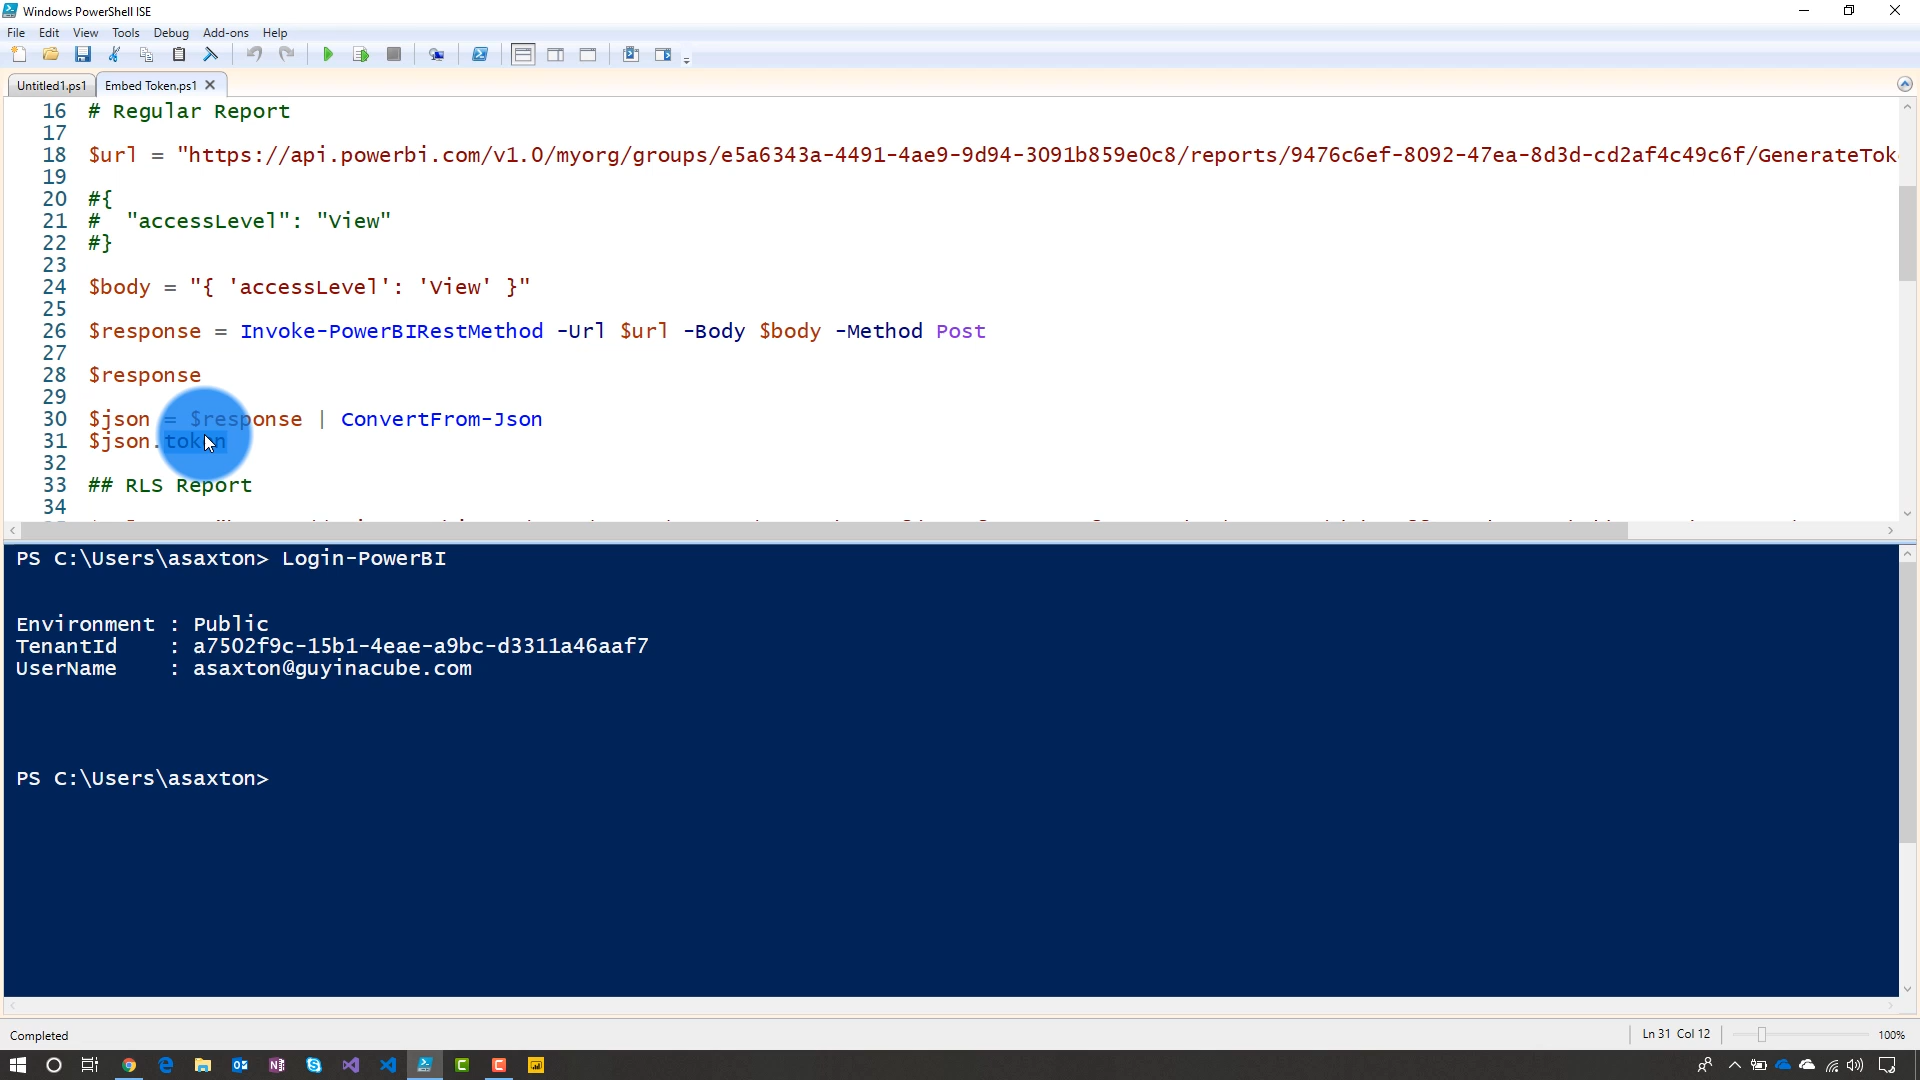 Windows PowerShell ISE
File Edit View Tools Debug Add-ons Help
Untitled1.ps1 Embed Token.ps1
16 # Regular Report
17
18 $url = "https://api.powerbi.com/v1.0/myorg/groups/e5a6343a-4491-4ae9-9d94-3091b859e0c8/reports/9476c6ef-8092-47ea-8d3d-cd2af4c49c6f/GenerateTok
19
20 #{
21 #  "accessLevel": "View"
22 #}
23
24 $body = "{ 'accessLevel': 'View' }"
25
26 $response = Invoke-PowerBIRestMethod -Url $url -Body $body -Method Post
27
28 $response
29
30 $json = $response | ConvertFrom-Json
31 $json.token
32
33 ## RLS Report
34
PS C:\Users\asaxton> Login-PowerBI
Environment : Public
TenantId    : a7502f9c-15b1-4eae-a9bc-d3311a46aaf7
UserName    : asaxton@guyinacube.com
PS C:\Users\asaxton>
Completed
Ln 31 Col 12
100%